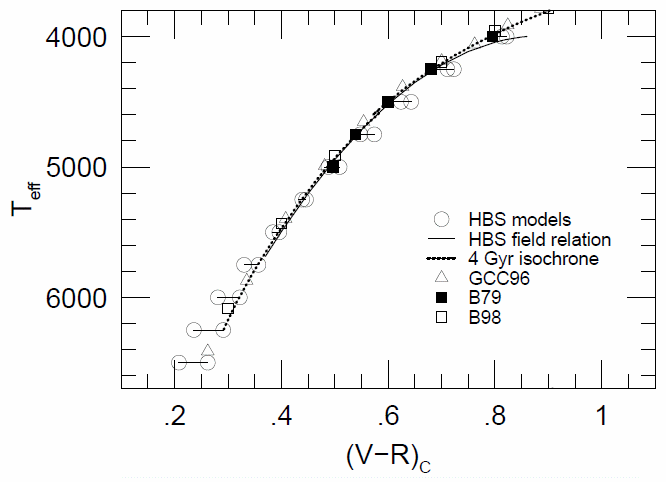 4000
5000
6000
T_eff
HBS models
HBS field relation
4 Gyr isochrone
GCC96
B79
B98
.2 .4 .6 .8 1
(V−R)_C